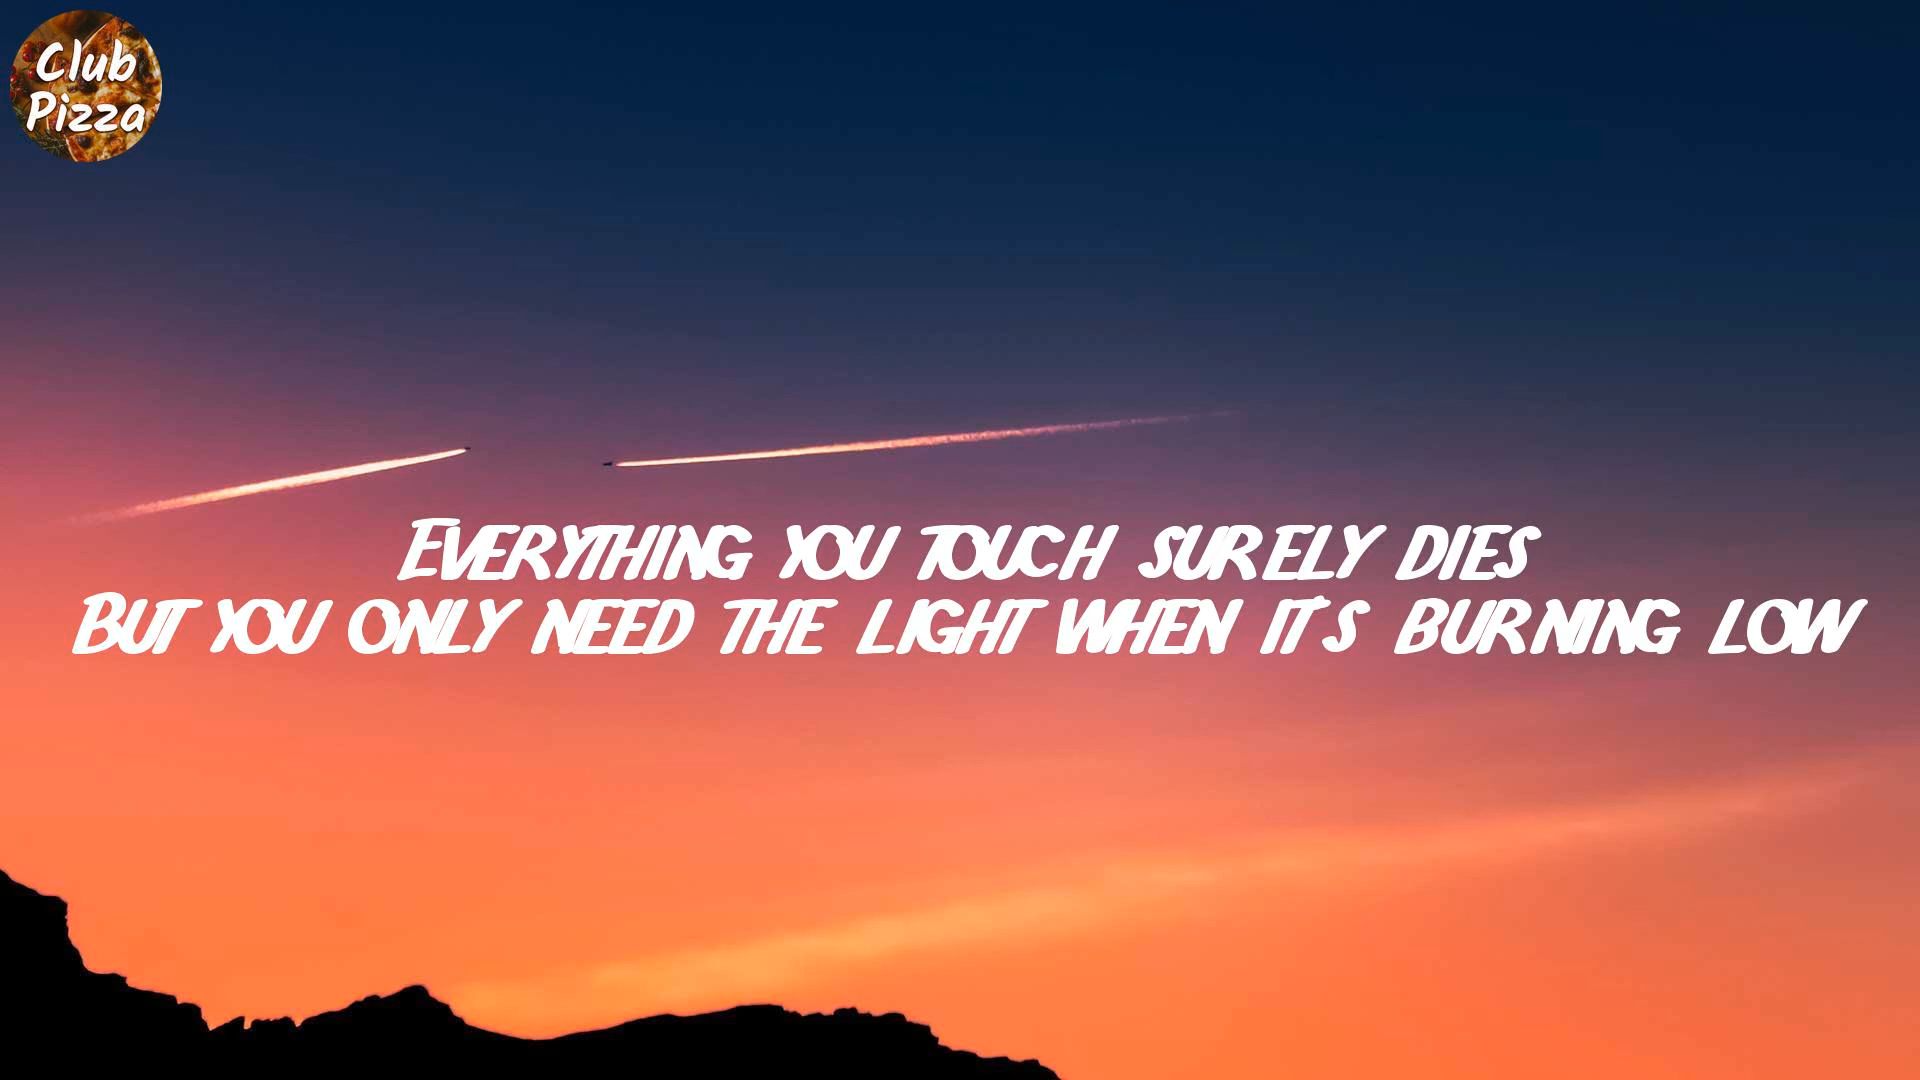 Club
Pizza
EVERYTHING YOU TOUCH SURELY DIES
BUT YOU ONLY NEED THE LIGHT WHEN IT'S BURNING LOW